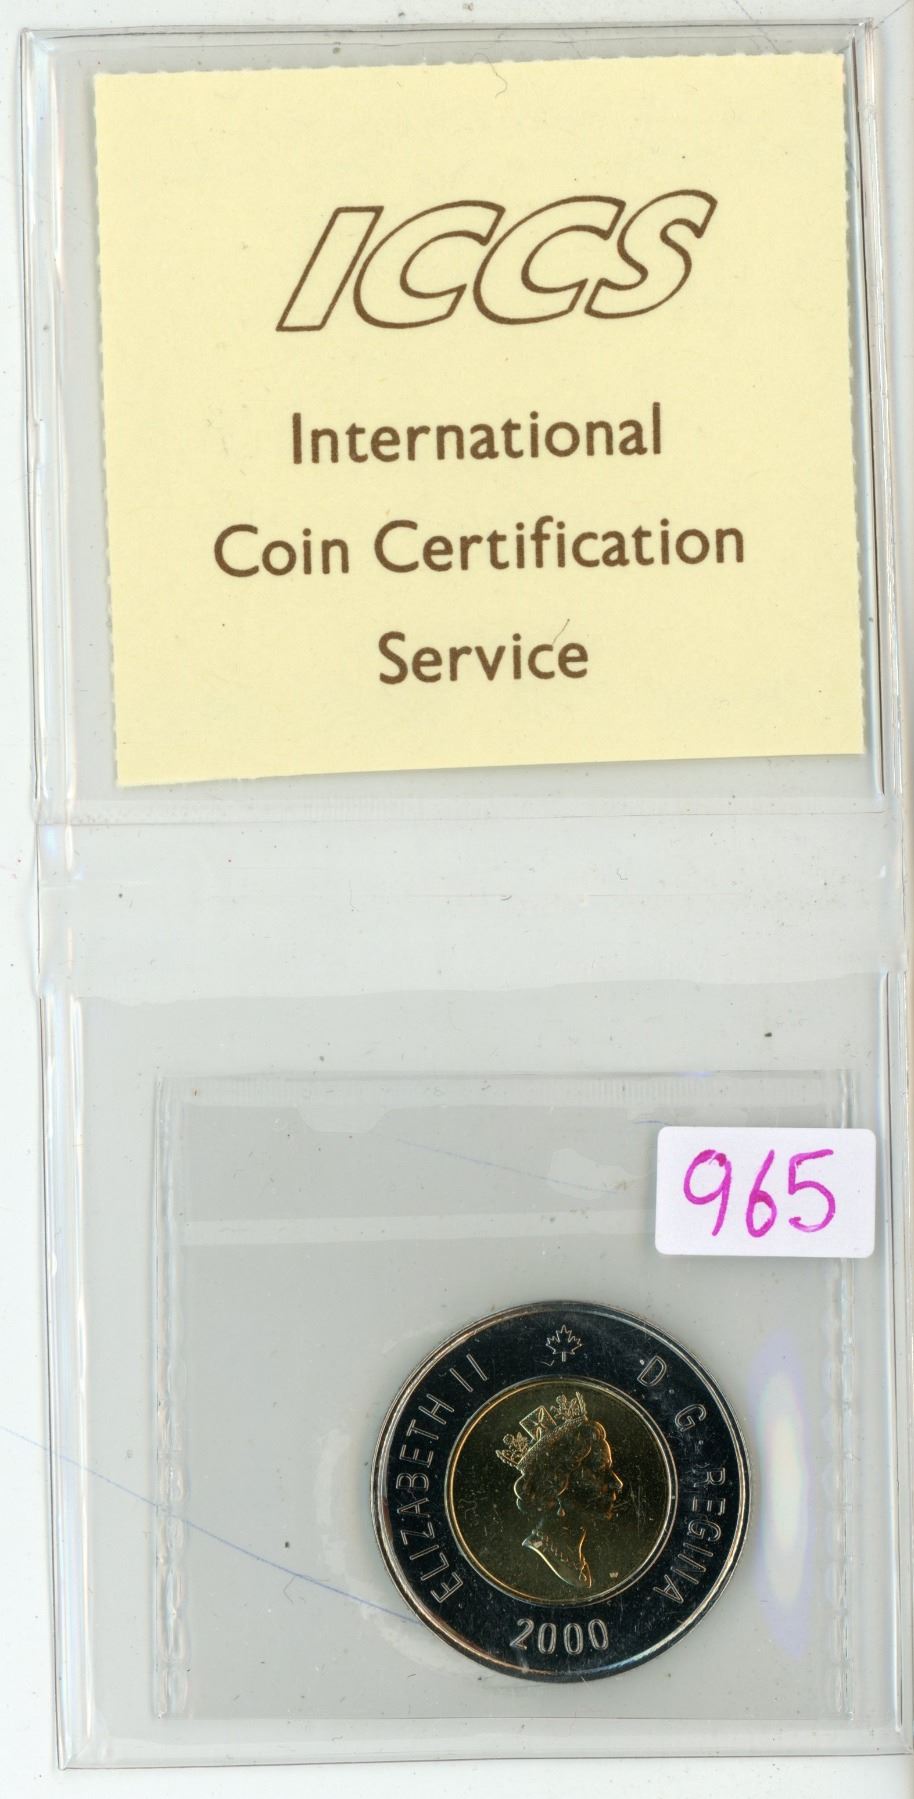 ICCS
International
Coin Certification
Service
965
ELIZABETH II D·G·REGINA
2000
W